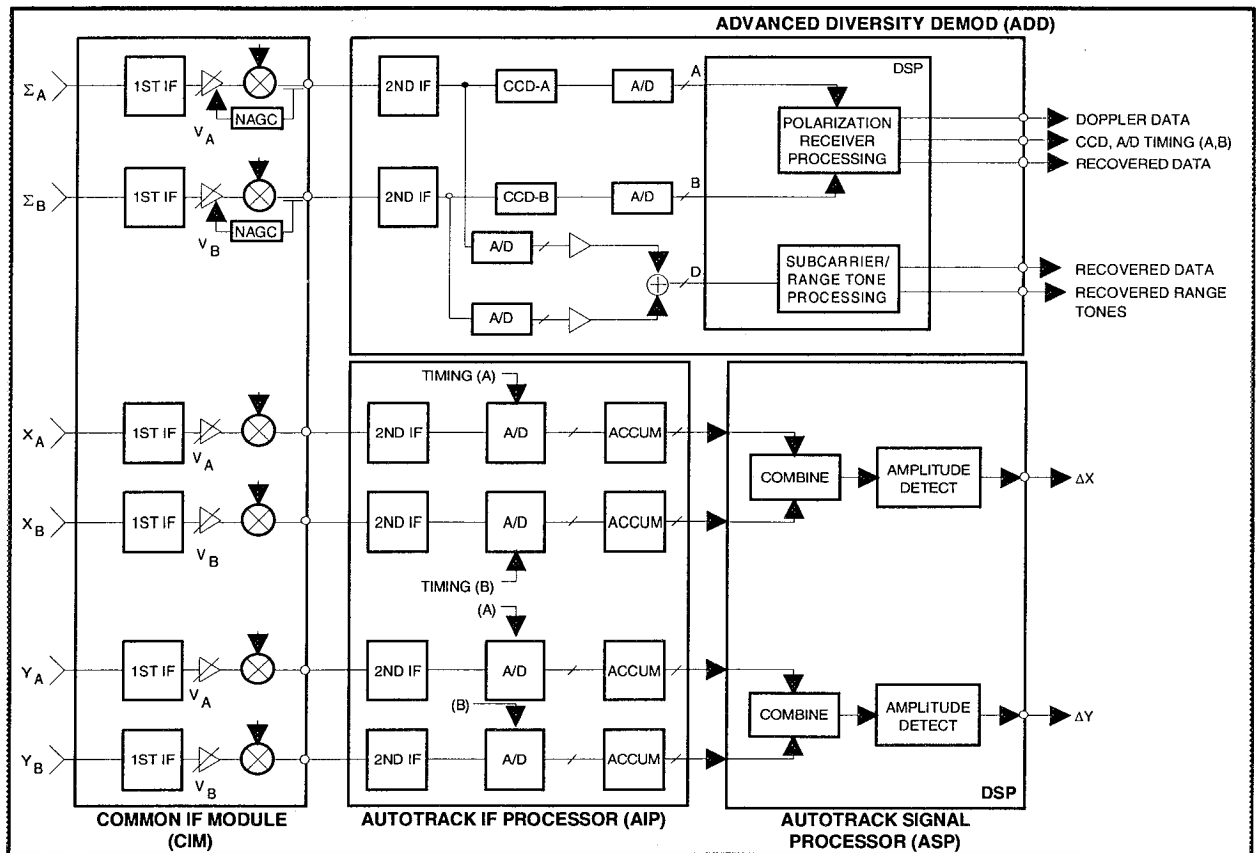 ADVANCED DIVERSITY DEMOD (ADD)
Σ_A
1ST IF
V_A
NAGC
2ND IF
CCD-A
A/D
A
DSP
POLARIZATION
RECEIVER
PROCESSING
DOPPLER DATA
CCD, A/D TIMING (A,B)
RECOVERED DATA
Σ_B
1ST IF
V_B
NAGC
2ND IF
CCD-B
A/D
B
A/D
A/D
D
SUBCARRIER/
RANGE TONE
PROCESSING
RECOVERED DATA
RECOVERED RANGE
TONES
X_A
1ST IF
V_A
2ND IF
TIMING (A)
A/D
ACCUM
X_B
1ST IF
V_B
2ND IF
A/D
TIMING (B)
ACCUM
COMBINE
AMPLITUDE
DETECT
ΔX
Y_A
1ST IF
V_A
2ND IF
(A)
A/D
ACCUM
Y_B
1ST IF
V_B
2ND IF
(B)
A/D
ACCUM
COMBINE
AMPLITUDE
DETECT
ΔY
DSP
COMMON IF MODULE
(CIM)
AUTOTRACK IF PROCESSOR (AIP)
AUTOTRACK SIGNAL
PROCESSOR (ASP)